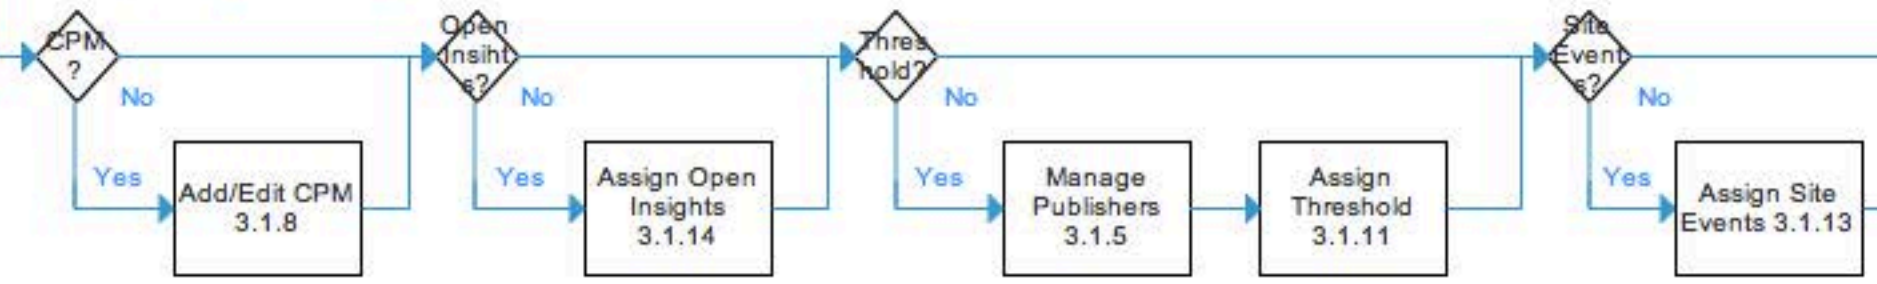 CPM
?
No
Yes
Add/Edit CPM
3.1.8
Open
Insiht
s?
No
Yes
Assign Open
Insights
3.1.14
Thres
hold?
No
Yes
Manage
Publishers
3.1.5
Assign
Threshold
3.1.11
Site
Event
s?
No
Yes
Assign Site
Events 3.1.13